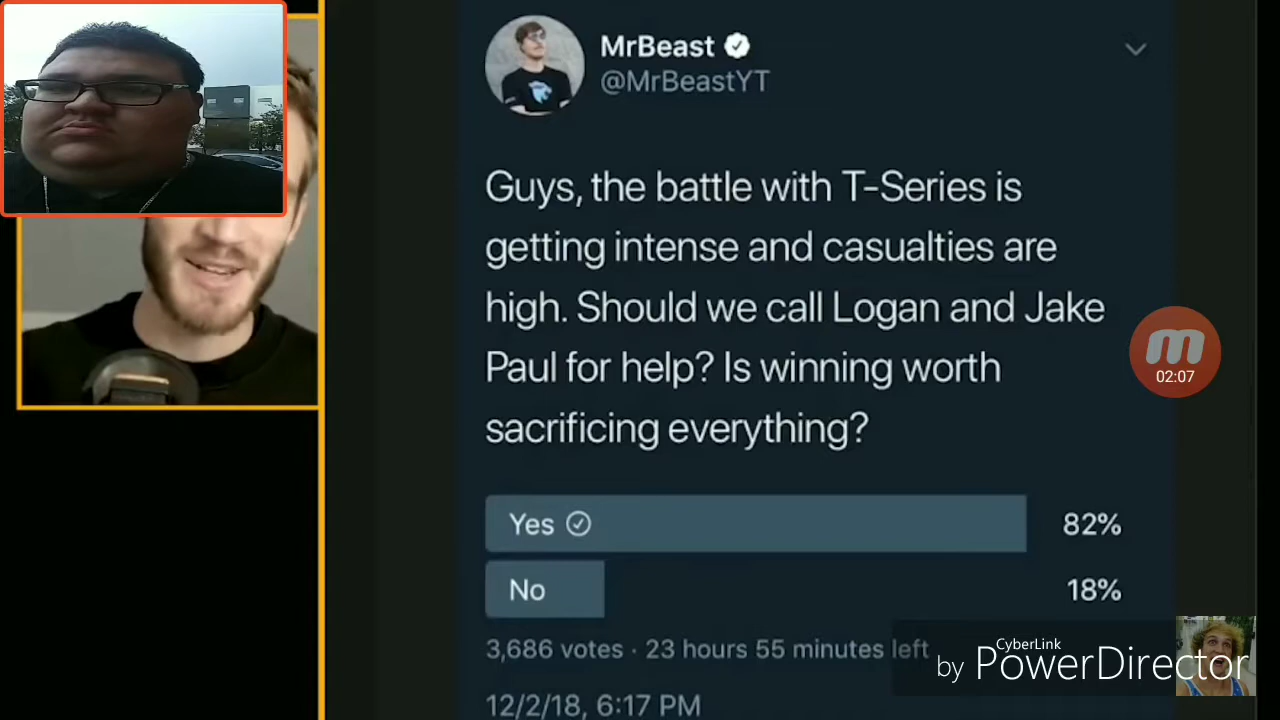 MrBeast
@MrBeastYT
Guys, the battle with T-Series is
getting intense and casualties are
high. Should we call Logan and Jake
Paul for help? Is winning worth
sacrificing everything?
Yes 82%
No 18%
3,686 votes · 23 hours 55 minutes left
12/2/18, 6:17 PM
02:07
CyberLink
by PowerDirector